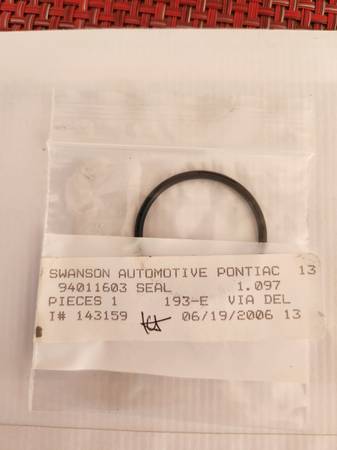 SWANSON AUTOMOTIVE PONTIAC 13
94011603 SEAL 1.097
PIECES 1 193-E VIA DEL
I# 143159 06/19/2006 13